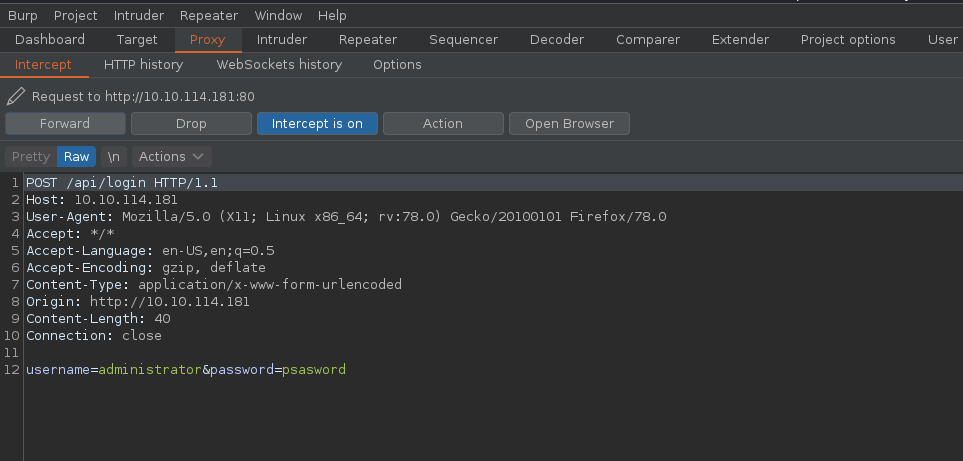 Burp Project Intruder Repeater Window Help
Dashboard Target Proxy Intruder Repeater Sequencer Decoder Comparer Extender Project options User
Intercept HTTP history WebSockets history Options
Request to http://10.10.114.181:80
Forward Drop Intercept is on Action Open Browser
Pretty Raw \n Actions
1 POST /api/login HTTP/1.1
2 Host: 10.10.114.181
3 User-Agent: Mozilla/5.0 (X11; Linux x86_64; rv:78.0) Gecko/20100101 Firefox/78.0
4 Accept: */*
5 Accept-Language: en-US,en;q=0.5
6 Accept-Encoding: gzip, deflate
7 Content-Type: application/x-www-form-urlencoded
8 Origin: http://10.10.114.181
9 Content-Length: 40
10 Connection: close
11
12 username=administrator&password=psasword